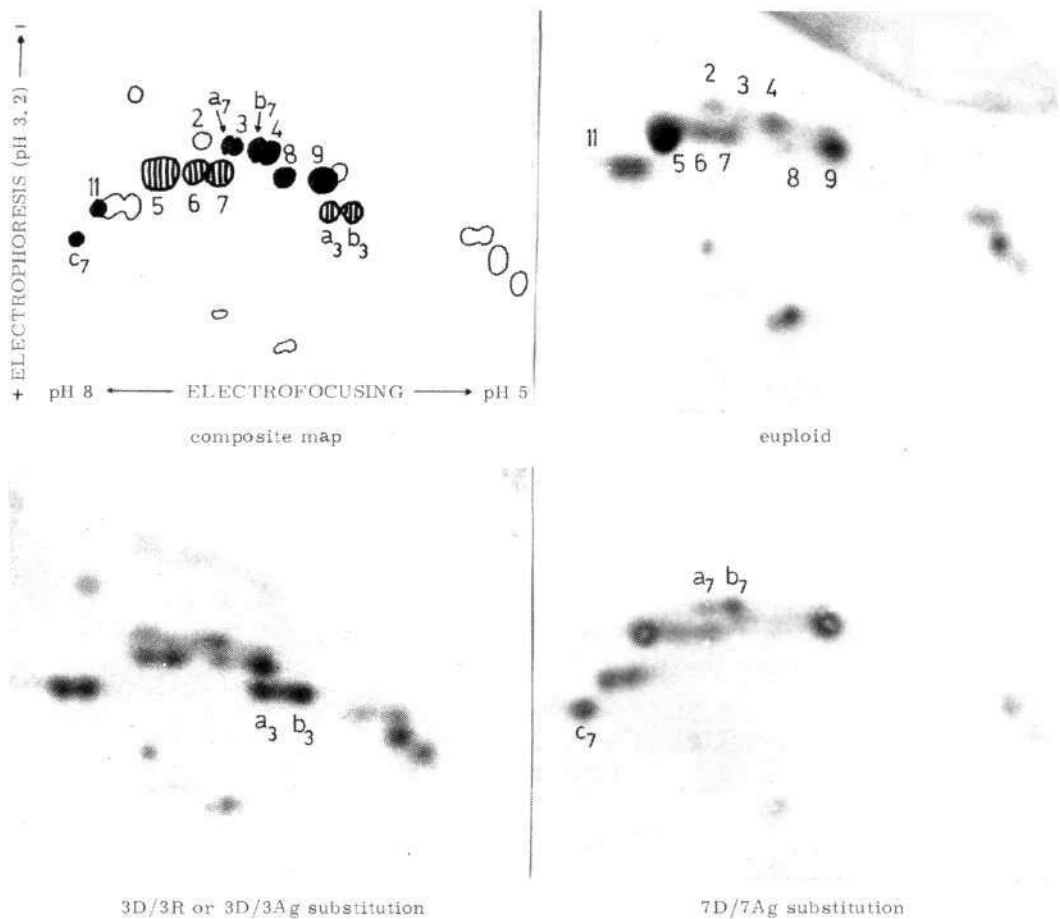 + ELECTROPHORESIS (pH 3.2) ⟶ I
a7 b7
2 3 4
8 9
11
5 6 7
c7
a3 b3
pH 8 ⟵ ELECTROFOCUSING ⟶ pH 5
composite map
2 3 4
11
5 6 7 8 9
euploid
a3 b3
3D/3R or 3D/3Ag substitution
a7 b7
c7
7D/7Ag substitution